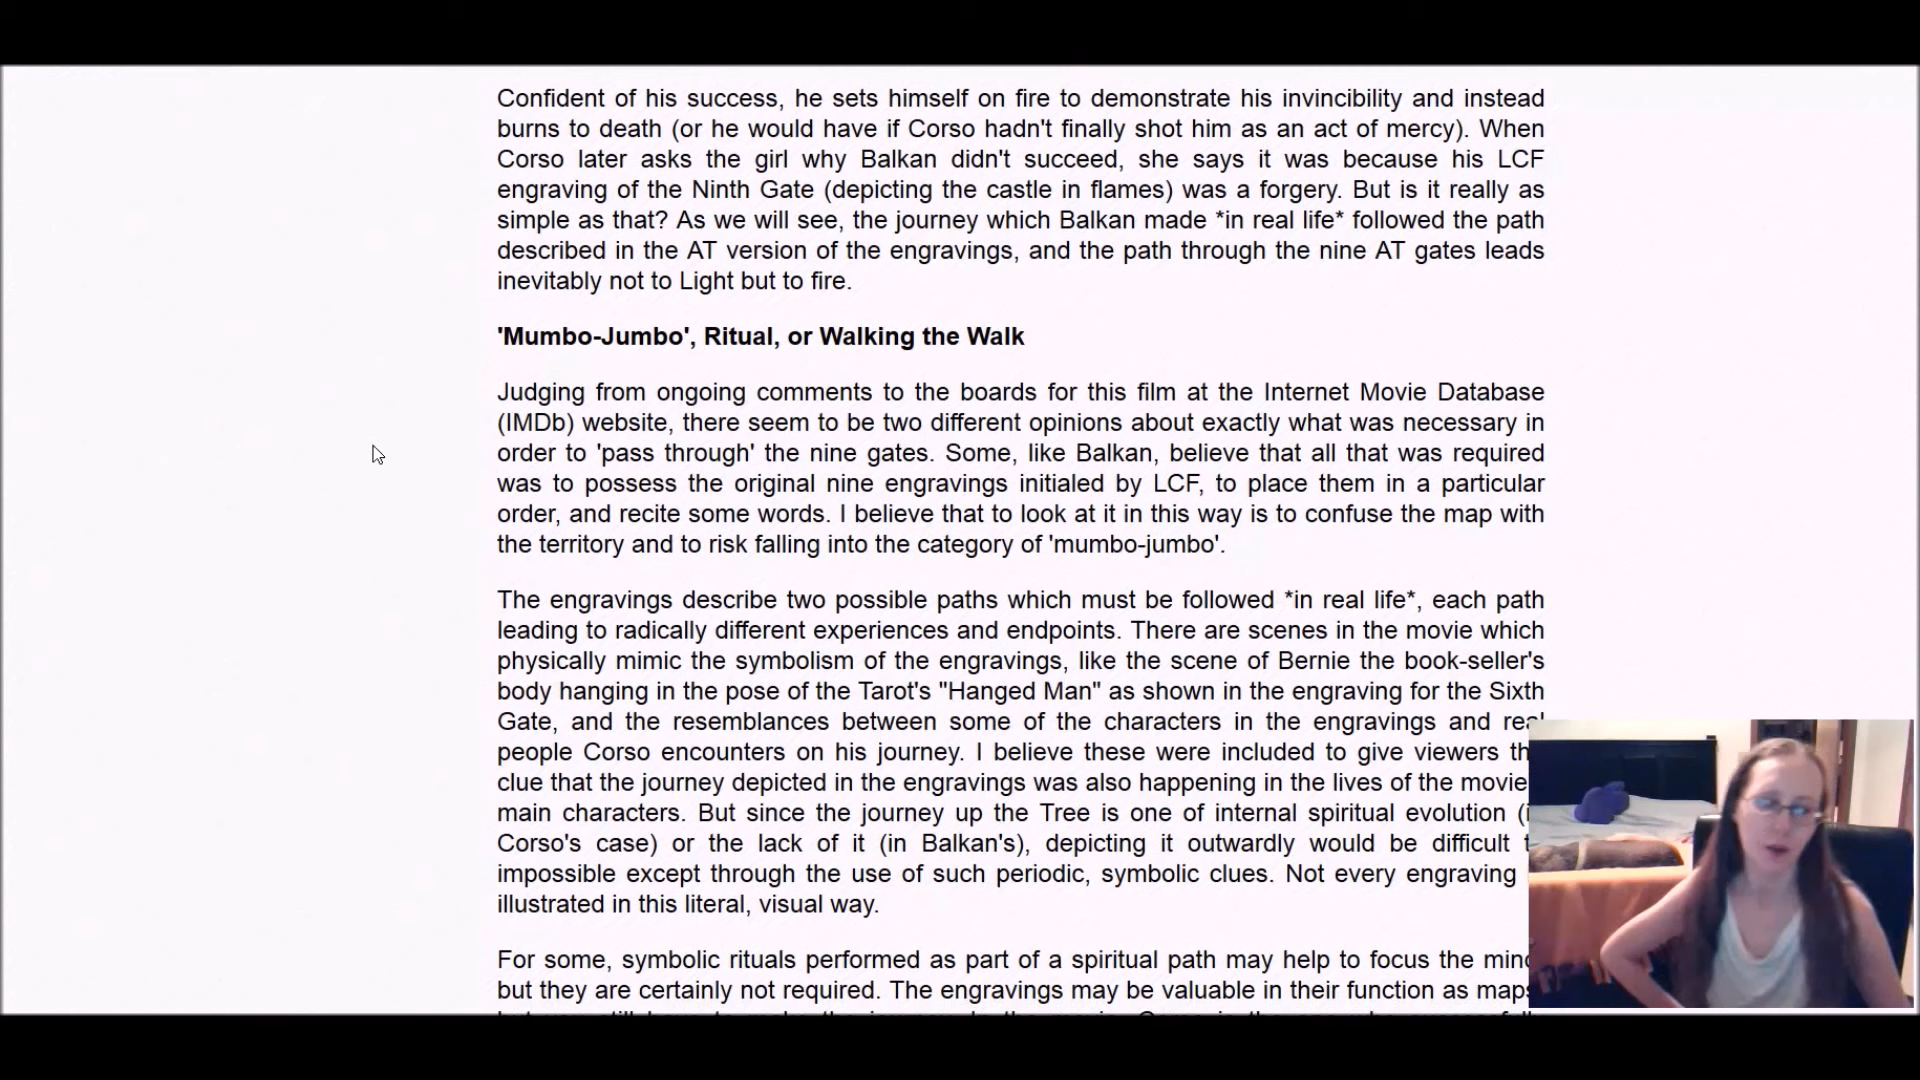 Confident of his success, he sets himself on fire to demonstrate his invincibility and instead
burns to death (or he would have if Corso hadn't finally shot him as an act of mercy). When
Corso later asks the girl why Balkan didn't succeed, she says it was because his LCF
engraving of the Ninth Gate (depicting the castle in flames) was a forgery. But is it really as
simple as that? As we will see, the journey which Balkan made *in real life* followed the path
described in the AT version of the engravings, and the path through the nine AT gates leads
inevitably not to Light but to fire.
'Mumbo-Jumbo', Ritual, or Walking the Walk
Judging from ongoing comments to the boards for this film at the Internet Movie Database
(IMDb) website, there seem to be two different opinions about exactly what was necessary in
order to 'pass through' the nine gates. Some, like Balkan, believe that all that was required
was to possess the original nine engravings initialed by LCF, to place them in a particular
order, and recite some words. I believe that to look at it in this way is to confuse the map with
the territory and to risk falling into the category of 'mumbo-jumbo'.
The engravings describe two possible paths which must be followed *in real life*, each path
leading to radically different experiences and endpoints. There are scenes in the movie which
physically mimic the symbolism of the engravings, like the scene of Bernie the book-seller's
body hanging in the pose of the Tarot's "Hanged Man" as shown in the engraving for the Sixth
Gate, and the resemblances between some of the characters in the engravings and real
people Corso encounters on his journey. I believe these were included to give viewers
clue that the journey depicted in the engravings was also happening in the lives of the movie
main characters. But since the journey up the Tree is one of internal spiritual evolution
Corso's case) or the lack of it (in Balkan's), depicting it outwardly would be difficult
impossible except through the use of such periodic, symbolic clues. Not every engraving
illustrated in this literal, visual way.
For some, symbolic rituals performed as part of a spiritual path may help to focus the mind
but they are certainly not required. The engravings may be valuable in their function as maps